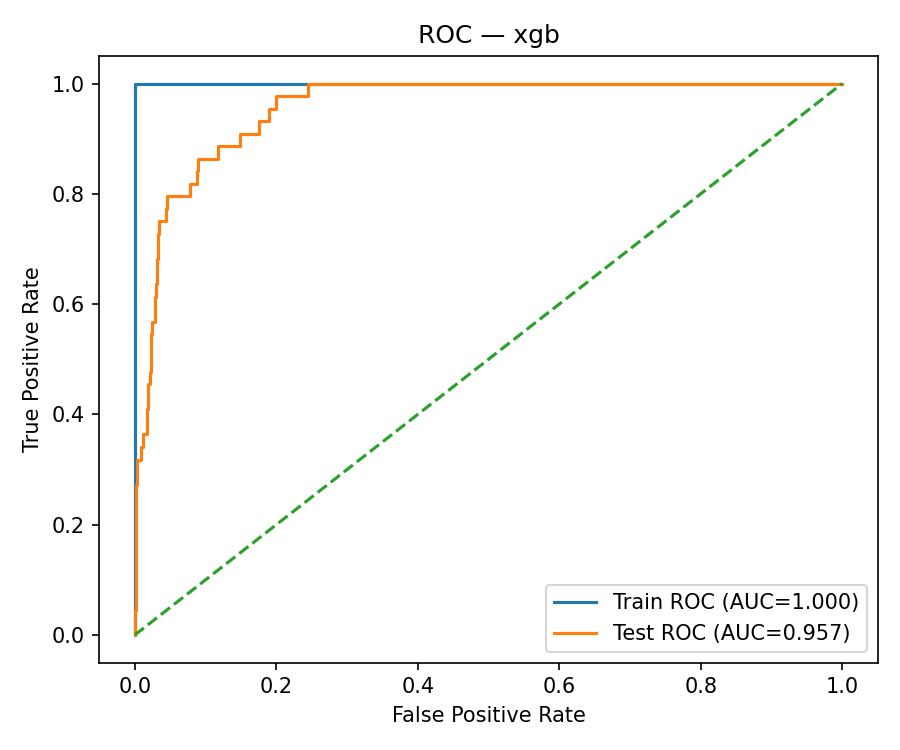 ROC — xgb
1.0
0.8
0.6
0.4
0.2
0.0
True Positive Rate
Train ROC (AUC=1.000)
Test ROC (AUC=0.957)
0.0 0.2 0.4 0.6 0.8 1.0
False Positive Rate